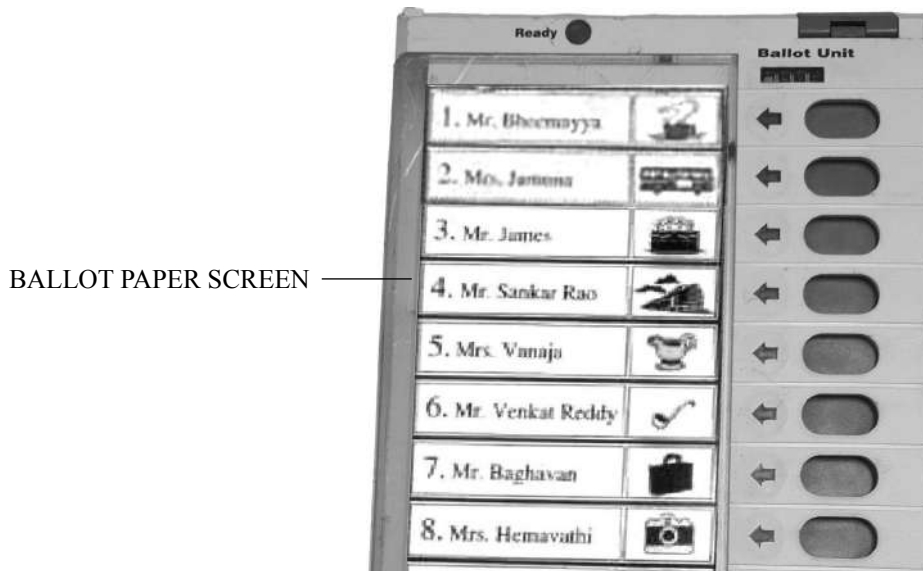 Ready
Ballot Unit
1. Mr. Bheemayya
2. Mrs. Jamuna
3. Mr. James
BALLOT PAPER SCREEN
4. Mr. Sankar Rao
5. Mrs. Vanaja
6. Mr. Venkat Reddy
7. Mr. Baghavan
8. Mrs. Hemavathi